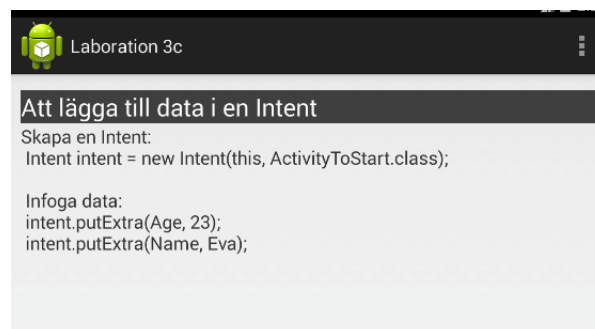 Laboration 3c
Att lägga till data i en Intent
Skapa en Intent:
Intent intent = new Intent(this, ActivityToStart.class);
Infoga data:
intent.putExtra(Age, 23);
intent.putExtra(Name, Eva);